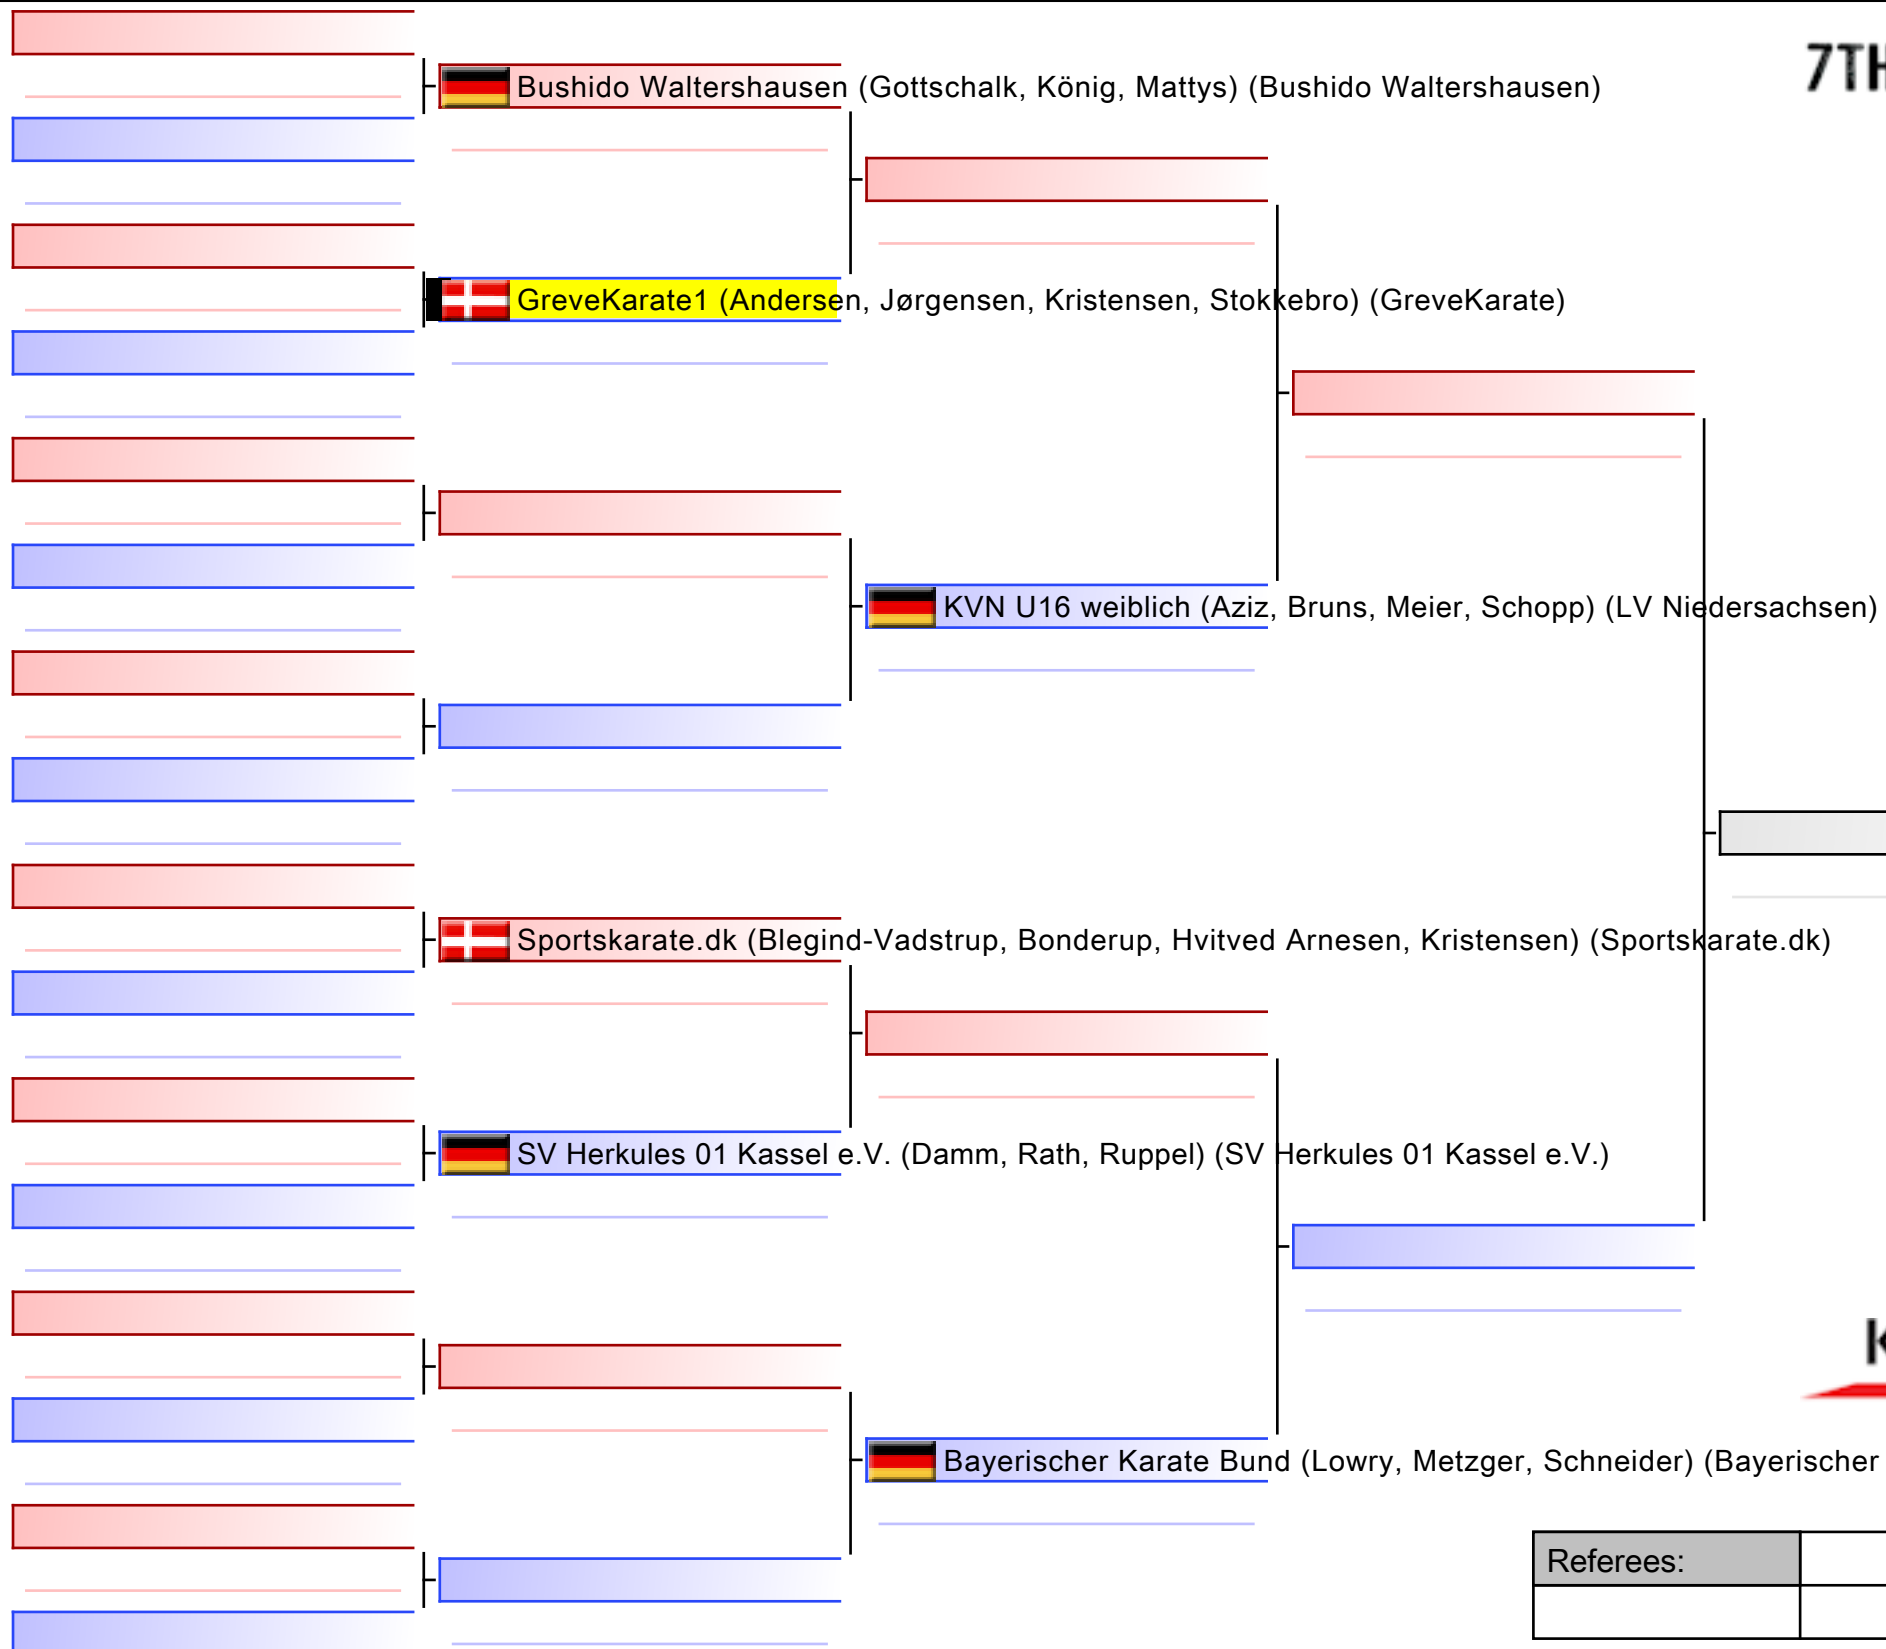 7TH
Bushido Waltershausen (Gottschalk, König, Mattys) (Bushido Waltershausen)
GreveKarate1 (Andersen, Jørgensen, Kristensen, Stokkebro) (GreveKarate)
KVN U16 weiblich (Aziz, Bruns, Meier, Schopp) (LV Niedersachsen)
Sportskarate.dk (Blegind-Vadstrup, Bonderup, Hvitved Arnesen, Kristensen) (Sportskarate.dk)
SV Herkules 01 Kassel e.V. (Damm, Rath, Ruppel) (SV Herkules 01 Kassel e.V.)
K
Bayerischer Karate Bund (Lowry, Metzger, Schneider) (Bayerischer
Referees: